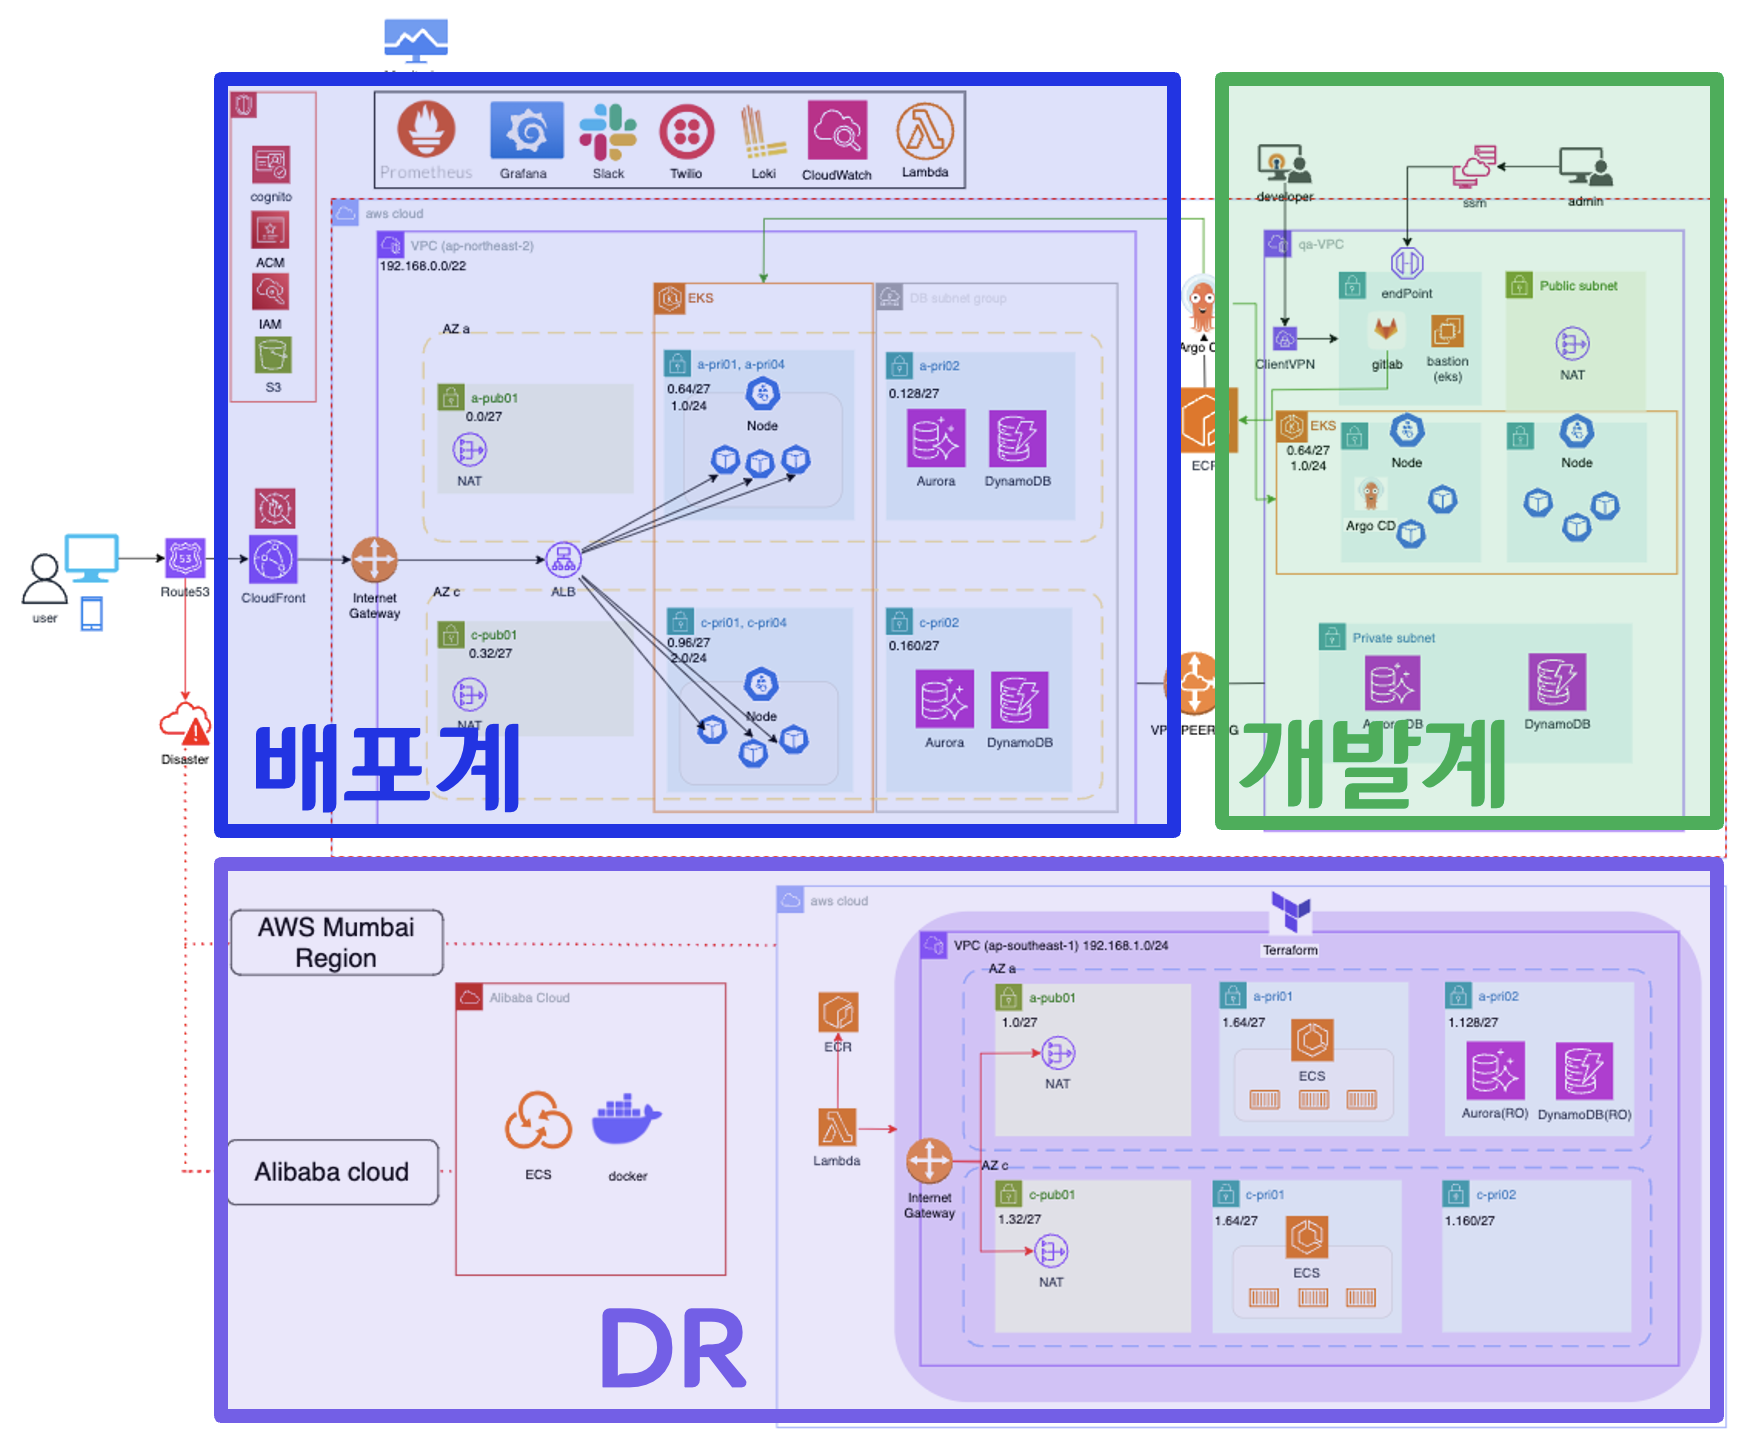 Prometheus
Grafana
Slack
Twilio
Loki
CloudWatch
Lambda
cognito
ACM
IAM
S3
aws cloud
VPC (ap-northeast-2)
192.168.0.0/22
EKS
DB subnet group
AZ a
a-pub01
0.0/27
NAT
a-pri01, a-pri04
0.64/27
1.0/24
Node
a-pri02
0.128/27
Aurora
DynamoDB
user
Route53
CloudFront
Internet
Gateway
ALB
AZ c
c-pub01
0.32/27
NAT
c-pri01, c-pri04
0.96/27
2.0/24
Node
c-pri02
0.160/27
Aurora
DynamoDB
Disaster
배포계
Argo C
ECR
developer
ssm
admin
qa-VPC
endPoint
Public subnet
ClientVPN
gitlab
bastion
(eks)
NAT
EKS
0.64/27
1.0/24
Node
Node
Argo CD
Private subnet
DynamoDB
개발계
AWS Mumbai
Region
Alibaba cloud
Alibaba Cloud
ECS
docker
DR
aws cloud
Terraform
VPC (ap-southeast-1) 192.168.1.0/24
ECR
Lambda
Internet
Gateway
AZ a
a-pub01
1.0/27
NAT
a-pri01
1.64/27
ECS
a-pri02
1.128/27
Aurora(RO)
DynamoDB(RO)
AZ c
c-pub01
1.32/27
NAT
c-pri01
1.64/27
ECS
c-pri02
1.160/27